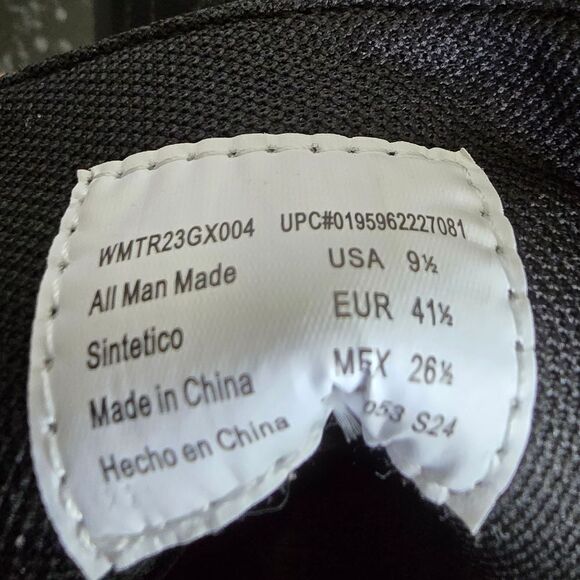 WMTR23GX004 UPC#0195962227081
All Man Made USA 9½
Sintetico EUR 41½
Made in China MEX 26½
Hecho en China 053 S24